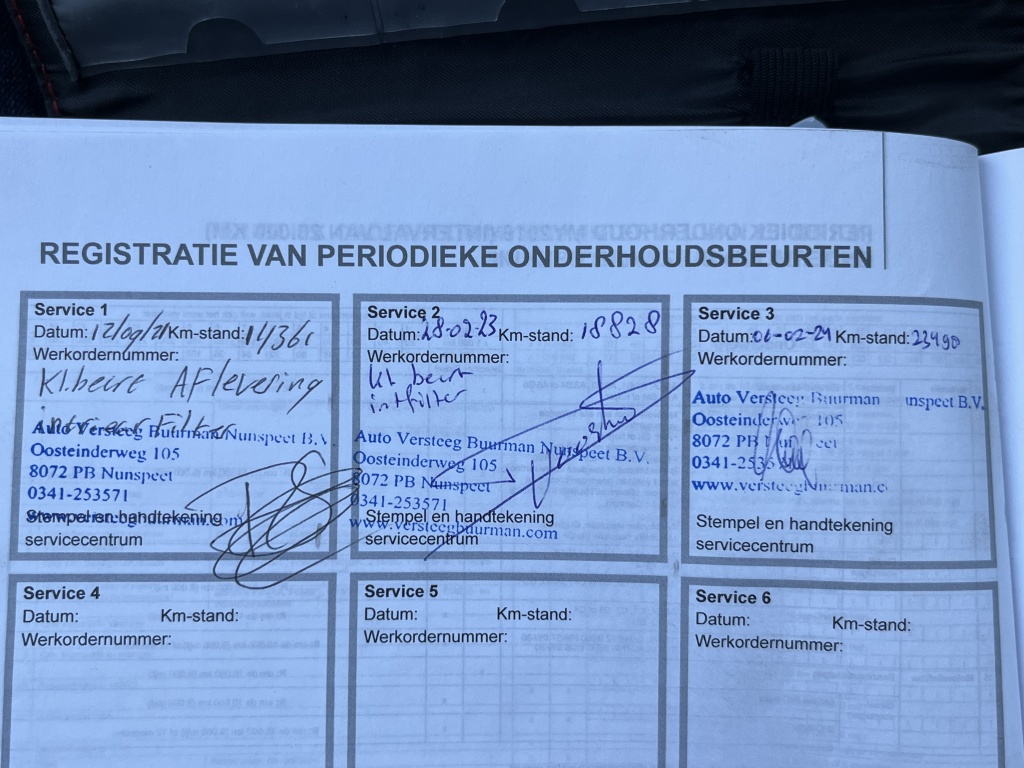 REGISTRATIE VAN PERIODIEKE ONDERHOUDSBEURTEN
Service 1
Datum: 12/09/21 Km-stand: 14361
Werkordernummer:
Kl.beurt Aflevering
Auto Versteeg Buurman Nunspeet B.V.
Oosteinderweg 105
8072 PB Nunspeet
0341-253571
Stempel en handtekening
servicecentrum
Service 2
Datum: 28-02-23 Km-stand: 18828
Werkordernummer:
kl beurt
intfilter
Auto Versteeg Buurman Nunspeet B.V.
Oosteinderweg 105
8072 PB Nunspeet
0341-253571
Stempel en handtekening
www.versteegbuurman.com
servicecentrum
Service 3
Datum: 06-02-24 Km-stand: 23490
Werkordernummer:
Auto Versteeg Buurman unspeet B.V.
Oosteinderweg 105
8072 PB
Stempel en handtekening
servicecentrum
Service 4
Datum: Km-stand:
Werkordernummer:
Service 5
Datum: Km-stand:
Werkordernummer:
Service 6
Datum: Km-stand:
Werkordernummer: